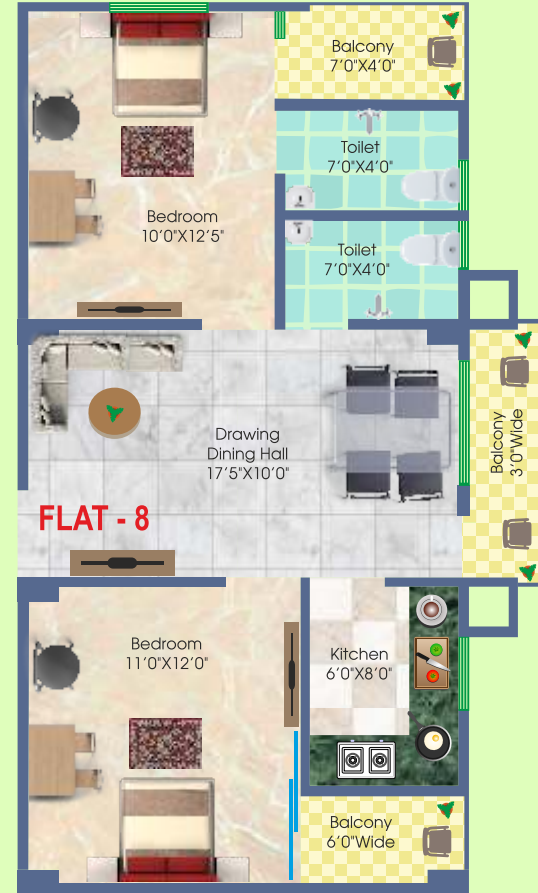 Balcony
7'0"X4'0"
Toilet
7'0"X4'0"
Bedroom
10'0"X12'5"
Toilet
7'0"X4'0"
Drawing
Dining Hall
17'5"X10'0"
Balcony
3'0"Wide
FLAT - 8
Bedroom
11'0"X12'0"
Kitchen
6'0"X8'0"
Balcony
6'0"Wide